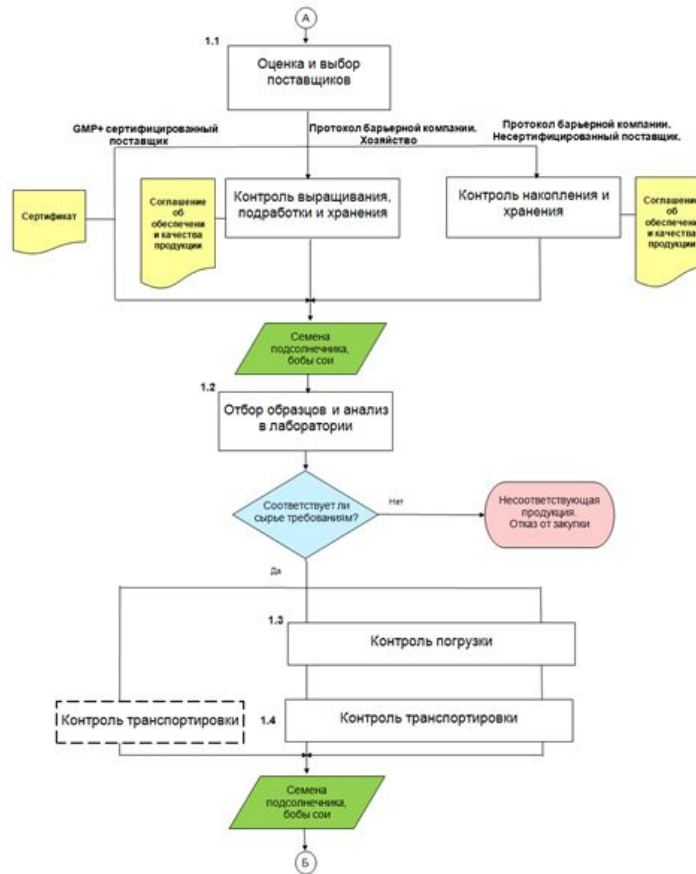 А
1.1
Оценка и выбор
поставщиков
GMP+ сертифицированный
поставщик
Протокол барьерной компании.
Хозяйство
Протокол барьерной компании.
Несертифицированный поставщик.
Сертификат
Соглашение
об
обеспечени
и качества
продукции
Контроль выращивания,
подработки и хранения
Контроль накопления и
хранения
Соглашение
об
обеспечени
и качества
продукции
Семена
подсолнечника,
бобы сои
1.2
Отбор образцов и анализ
в лаборатории
Соответствует ли
сырье требованиям?
Нет
Несоответствующая
продукция.
Отказ от закупки
Да
1.3
Контроль погрузки
Контроль транспортировки
1.4
Контроль транспортировки
Семена
подсолнечника,
бобы сои
Б